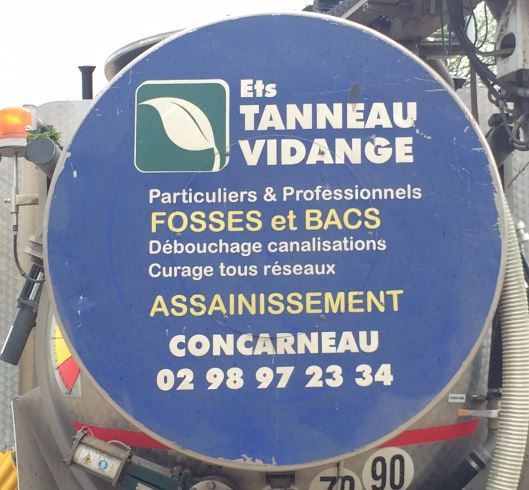 Ets
TANNEAU
VIDANGE
Particuliers & Professionnels
FOSSES et BACS
Débouchage canalisations
Curage tous réseaux
ASSAINISSEMENT
CONCARNEAU
02 98 97 23 34
70 90